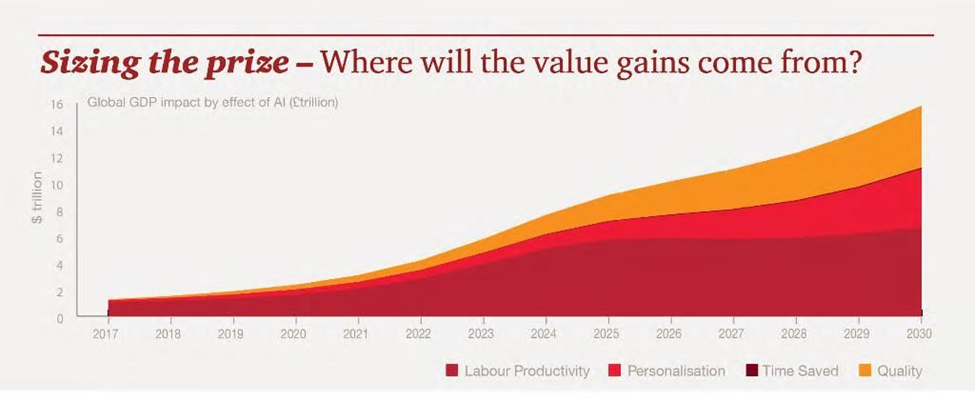 Sizing the prize – Where will the value gains come from?
Global GDP impact by effect of AI (£trillion)
$ trillion
16
14
12
10
8
6
4
2
0
2017 2018 2019 2020 2021 2022 2023 2024 2025 2026 2027 2028 2029 2030
Labour Productivity Personalisation Time Saved Quality